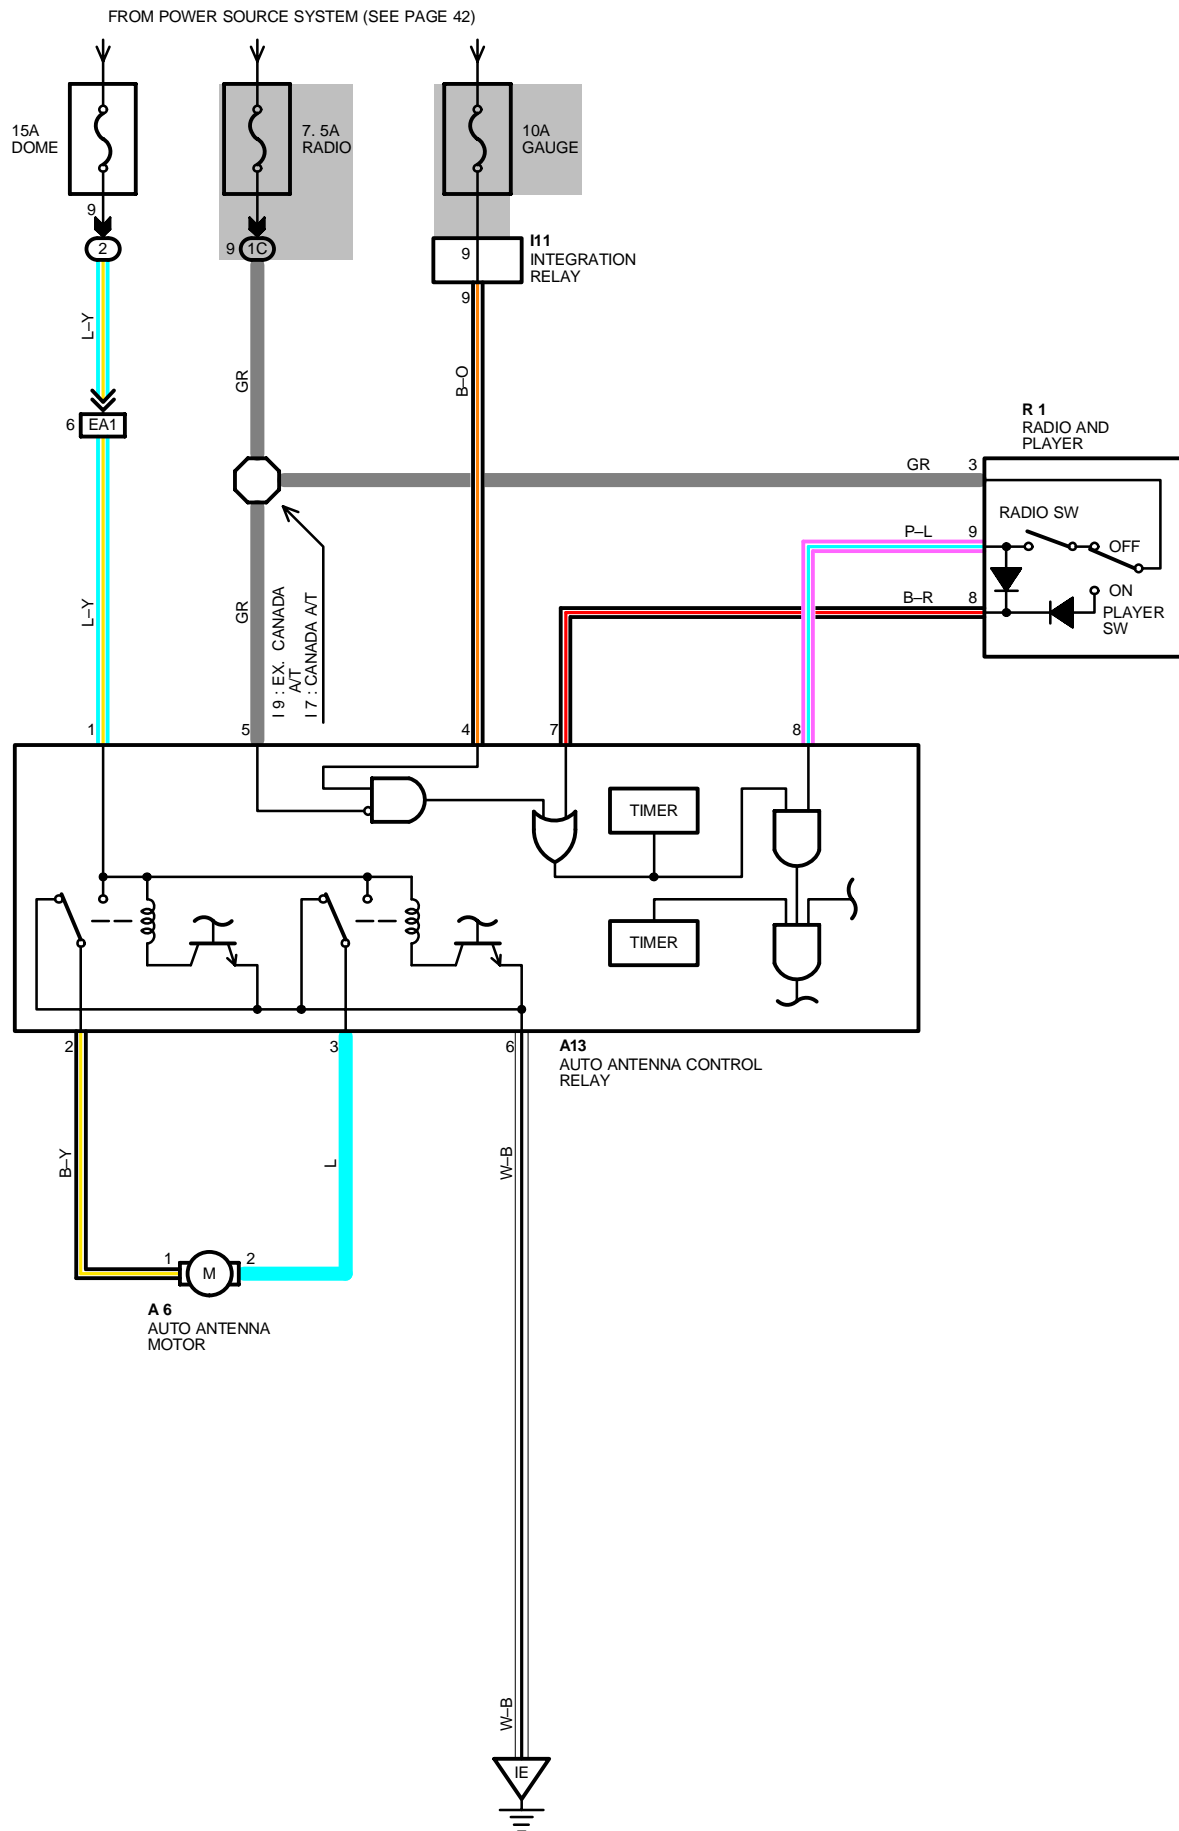 FROM POWER SOURCE SYSTEM (SEE PAGE 42)
15A
DOME
7. 5A
RADIO
10A
GAUGE
9
2
9
1C
9
I11
INTEGRATION
RELAY
9
L–Y
GR
B–O
6
EA1
R 1
RADIO AND
PLAYER
GR
3
RADIO SW
P–L
9
OFF
B–R
8
ON
PLAYER
SW
L–Y
GR
I 9 : EX. CANADA
A/T
I 7 : CANADA A/T
1
5
4
7
8
TIMER
TIMER
2
3
6
A13
AUTO ANTENNA CONTROL
RELAY
B–Y
L
W–B
1
M
2
A 6
AUTO ANTENNA
MOTOR
W–B
IE